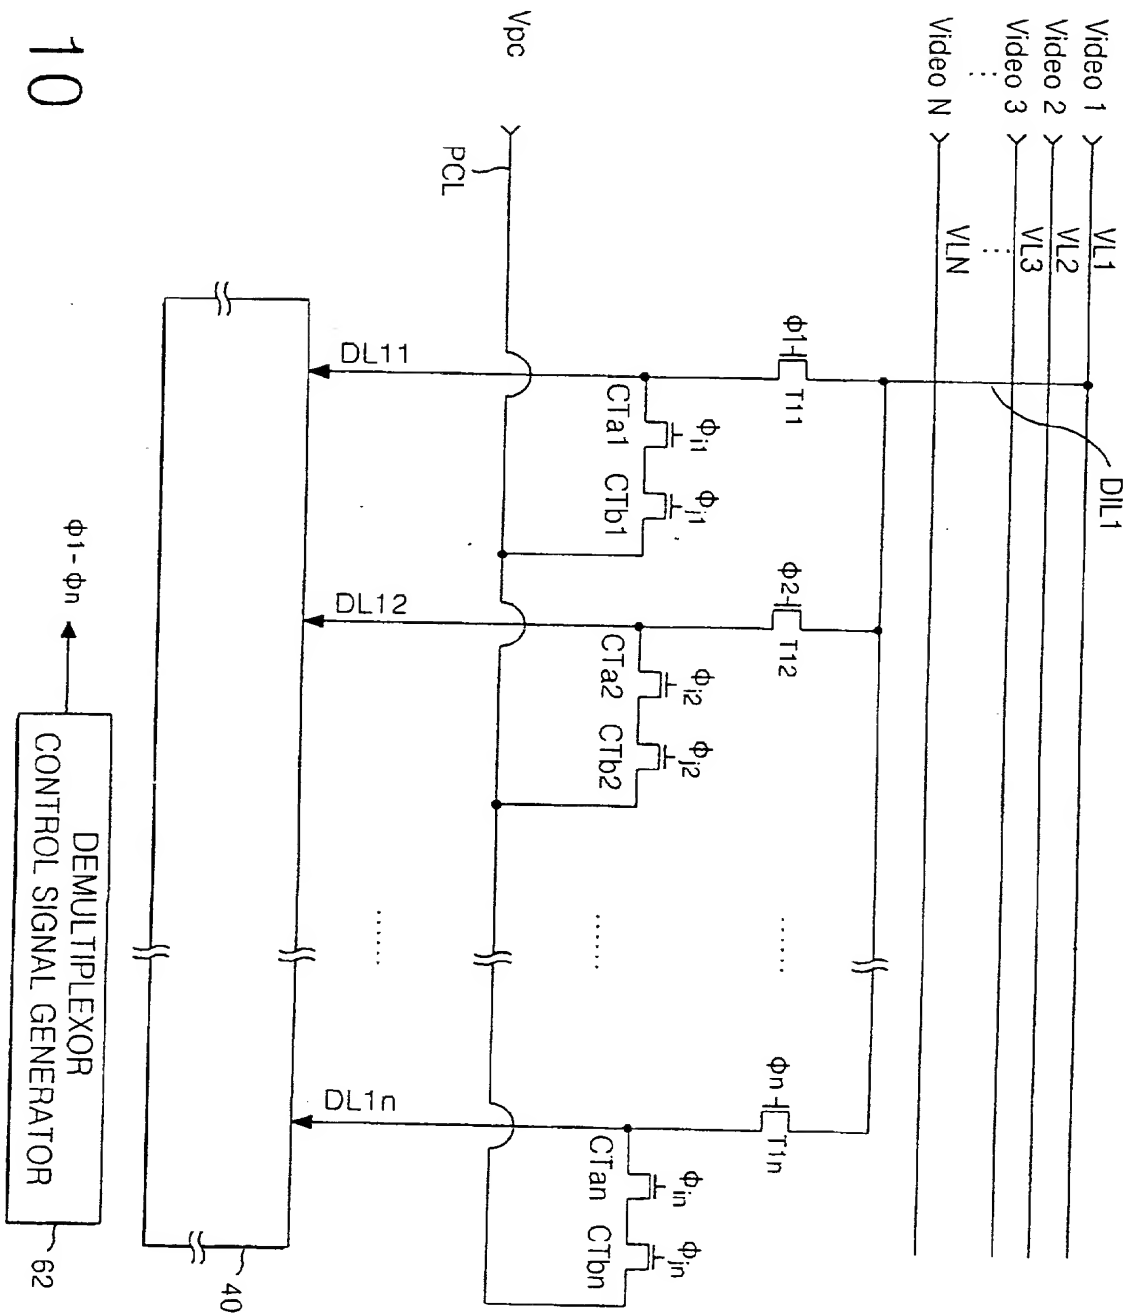 10
Video 1
Video 2
Video 3
⋮
Video N
VL1
VL2
VL3
⋮
VLN
DIL1
Vpc
PCL
ϕ1
T11
ϕ2
T12
......
ϕn
T1n
ϕi1
ϕj1
CTa1
CTb1
ϕi2
ϕj2
CTa2
CTb2
......
ϕin
ϕjn
CTan
CTbn
DL11
DL12
......
DL1n
40
ϕ1-ϕn
DEMULTIPLEXOR
CONTROL SIGNAL GENERATOR
62